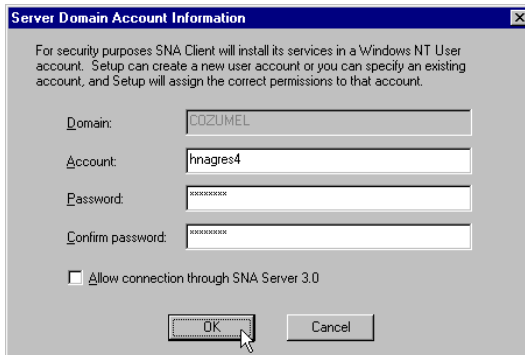 Server Domain Account Information
For security purposes SNA Client will install its services in a Windows NT User
account. Setup can create a new user account or you can specify an existing
account, and Setup will assign the correct permissions to that account.
Domain: COZUMEL
Account: hnagres4
Password: xxxxxxxx
Confirm password: xxxxxxxx
Allow connection through SNA Server 3.0
OK Cancel